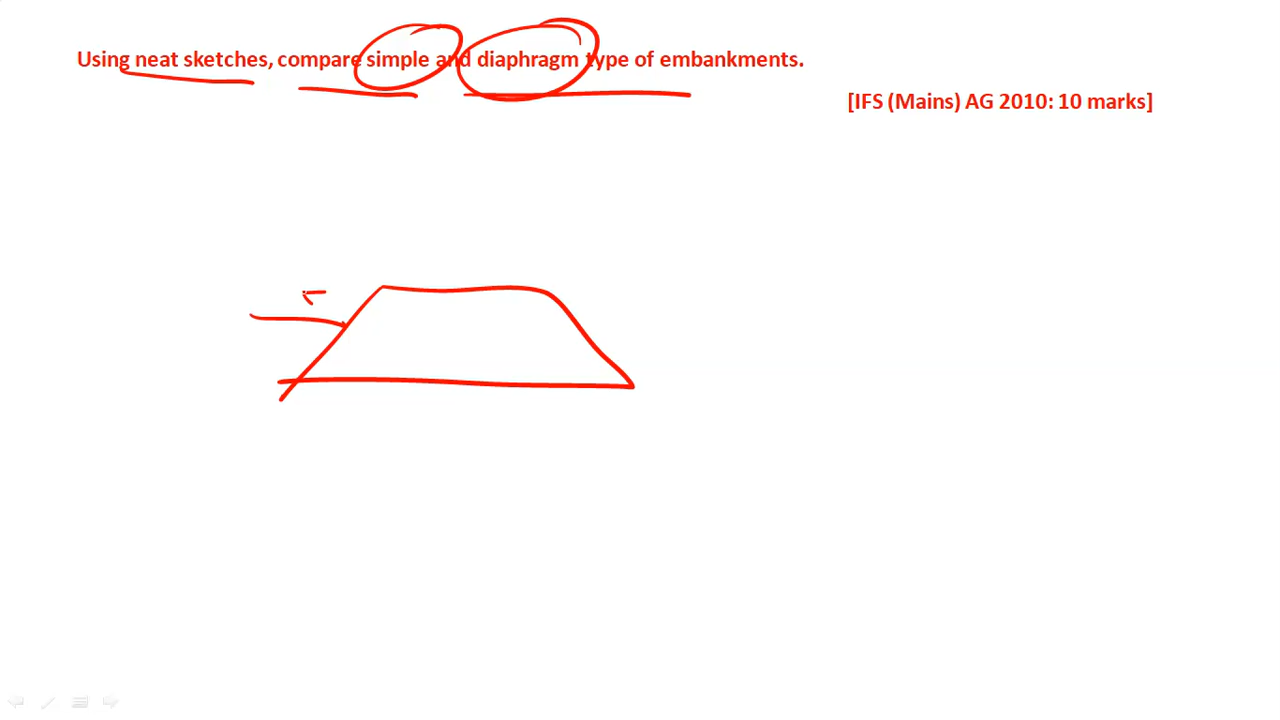 Using neat sketches, compare simple and diaphragm type of embankments.
[IFS (Mains) AG 2010: 10 marks]